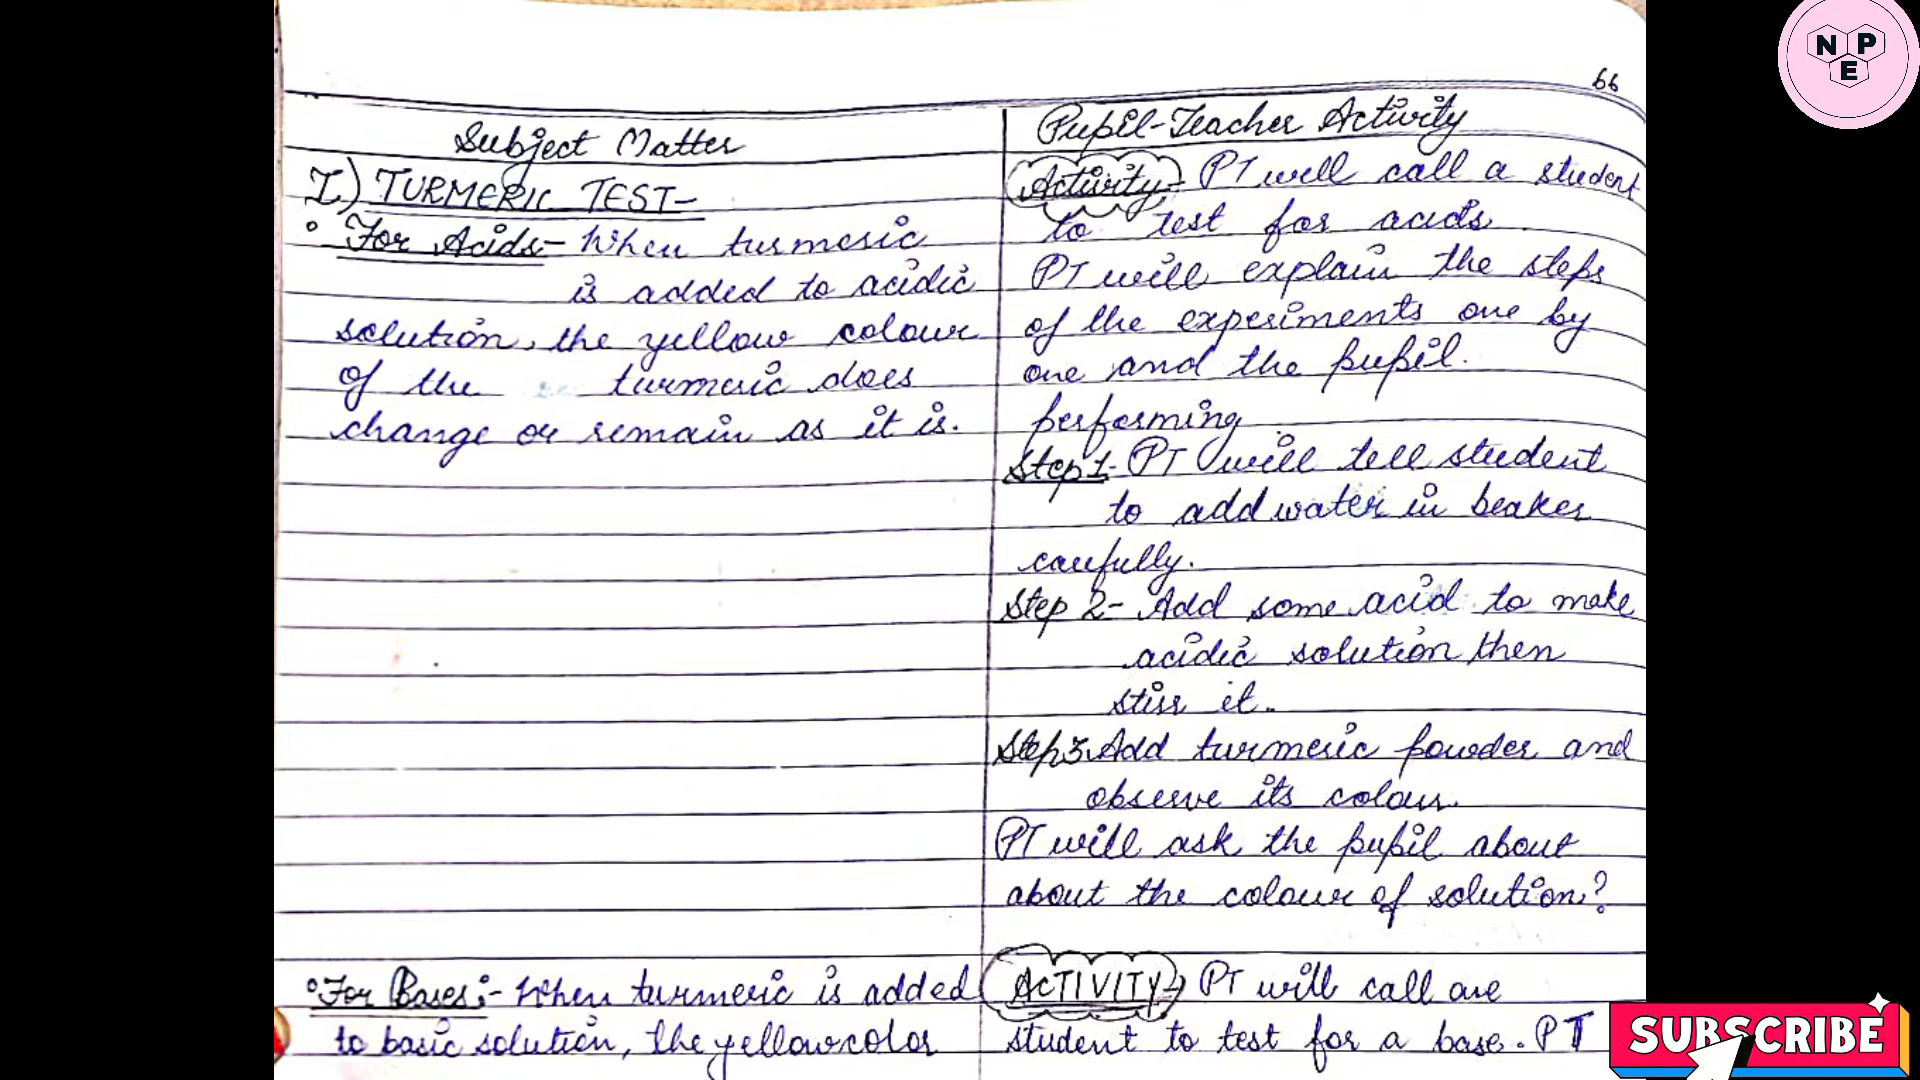 66
Subject Matter
I) TURMERIC TEST-
• For Acids- When turmeric
is added to acidic
solution, the yellow colour
of the turmeric does
change or remain as it is.
• For Bases:- When turmeric is added
to basic solution, the yellow color
Pupil-Teacher Activity
Activity- PT will call a student
to test for acids
PT will explain the steps
of the experiments one by
one and the pupil.
performing
Step 1- PT will tell student
to add water in beaker
carefully.
Step 2- Add some acid to make
acidic solution then
stirr it.
Step 3. Add turmeric powder and
observe its colour.
PT will ask the pupil about
about the colour of solution?
ACTIVITY- PT will call one
student to test for a base. PT
N P
E
SUBSCRIBE